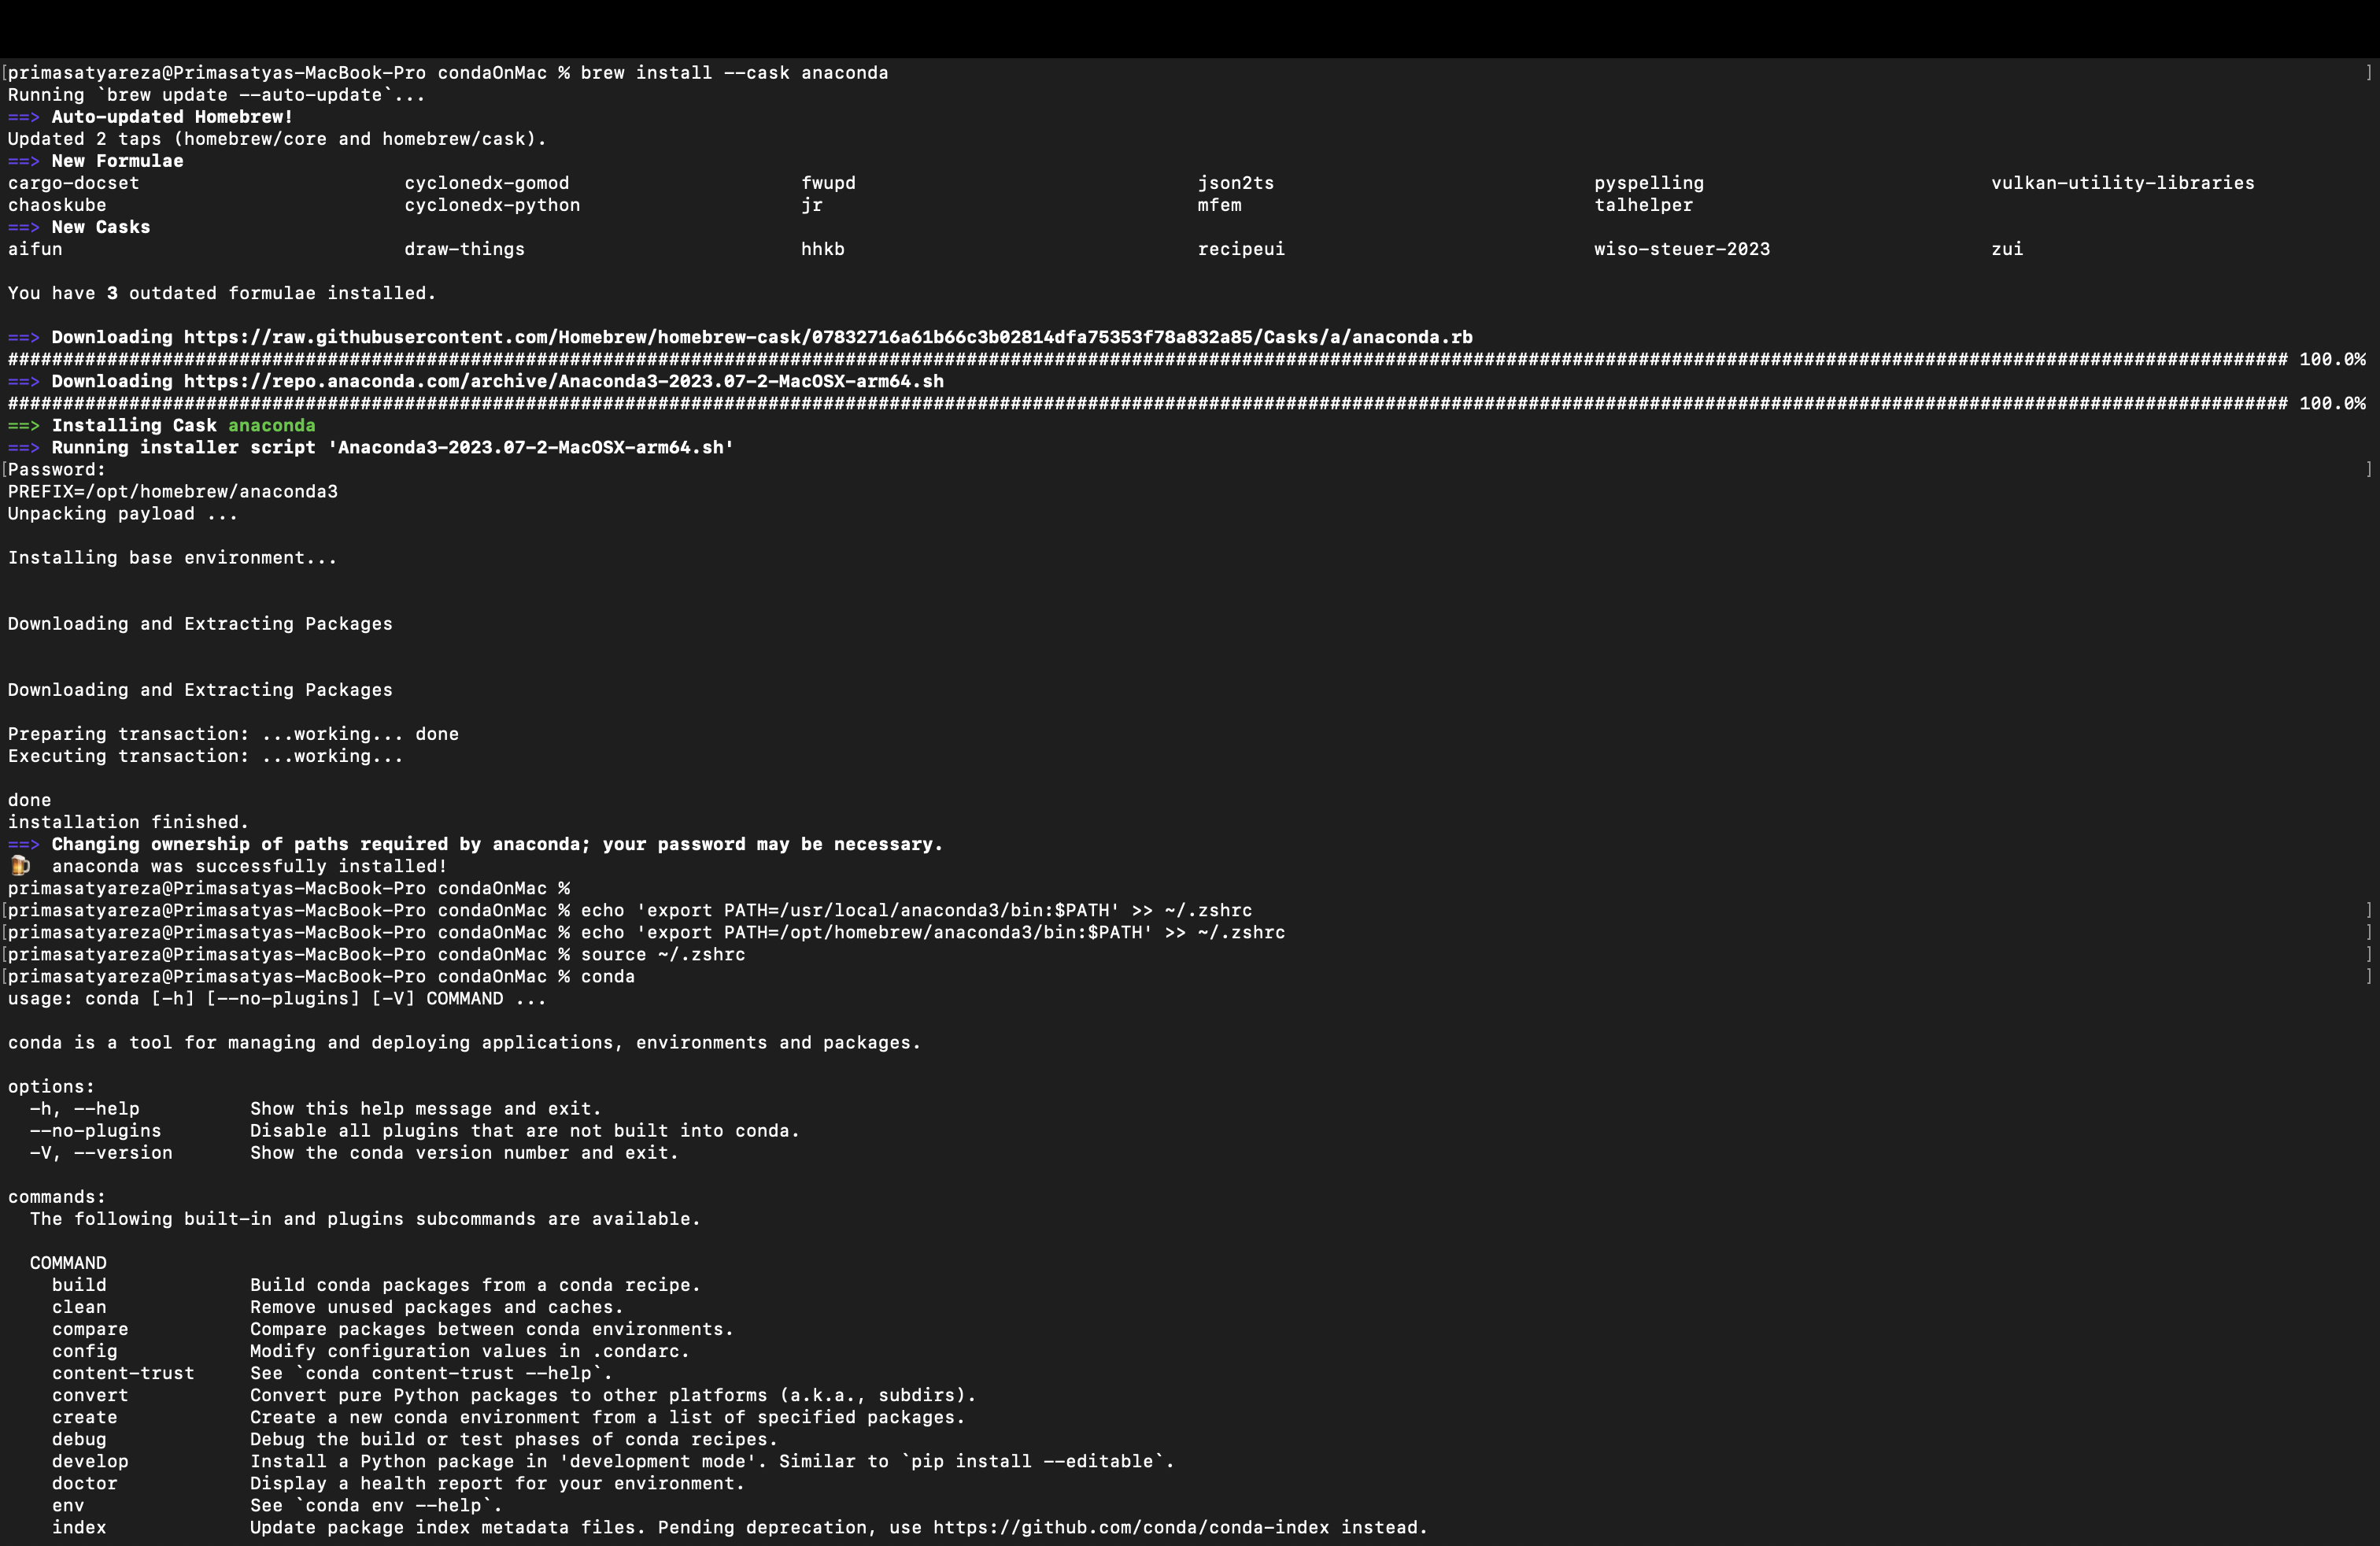 [primasatyareza@Primasatyas-MacBook-Pro condaOnMac % brew install --cask anaconda ]
Running `brew update --auto-update`...
==> Auto-updated Homebrew!
Updated 2 taps (homebrew/core and homebrew/cask).
==> New Formulae
cargo-docset cyclonedx-gomod fwupd json2ts pyspelling vulkan-utility-libraries
chaoskube cyclonedx-python jr mfem talhelper
==> New Casks
aifun draw-things hhkb recipeui wiso-steuer-2023 zui
You have 3 outdated formulae installed.
==> Downloading https://raw.githubusercontent.com/Homebrew/homebrew-cask/07832716a61b66c3b02814dfa75353f78a832a85/Casks/a/anaconda.rb
################################################################################ 100.0%
==> Downloading https://repo.anaconda.com/archive/Anaconda3-2023.07-2-MacOSX-arm64.sh
################################################################################ 100.0%
==> Installing Cask anaconda
==> Running installer script 'Anaconda3-2023.07-2-MacOSX-arm64.sh'
[Password: ]
PREFIX=/opt/homebrew/anaconda3
Unpacking payload ...
Installing base environment...
Downloading and Extracting Packages
Downloading and Extracting Packages
Preparing transaction: ...working... done
Executing transaction: ...working...
done
installation finished.
==> Changing ownership of paths required by anaconda; your password may be necessary.
🍺 anaconda was successfully installed!
primasatyareza@Primasatyas-MacBook-Pro condaOnMac %
[primasatyareza@Primasatyas-MacBook-Pro condaOnMac % echo 'export PATH=/usr/local/anaconda3/bin:$PATH' >> ~/.zshrc ]
[primasatyareza@Primasatyas-MacBook-Pro condaOnMac % echo 'export PATH=/opt/homebrew/anaconda3/bin:$PATH' >> ~/.zshrc ]
[primasatyareza@Primasatyas-MacBook-Pro condaOnMac % source ~/.zshrc ]
[primasatyareza@Primasatyas-MacBook-Pro condaOnMac % conda ]
usage: conda [-h] [--no-plugins] [-V] COMMAND ...
conda is a tool for managing and deploying applications, environments and packages.
options:
-h, --help Show this help message and exit.
--no-plugins Disable all plugins that are not built into conda.
-V, --version Show the conda version number and exit.
commands:
The following built-in and plugins subcommands are available.
COMMAND
build Build conda packages from a conda recipe.
clean Remove unused packages and caches.
compare Compare packages between conda environments.
config Modify configuration values in .condarc.
content-trust See `conda content-trust --help`.
convert Convert pure Python packages to other platforms (a.k.a., subdirs).
create Create a new conda environment from a list of specified packages.
debug Debug the build or test phases of conda recipes.
develop Install a Python package in 'development mode'. Similar to `pip install --editable`.
doctor Display a health report for your environment.
env See `conda env --help`.
index Update package index metadata files. Pending deprecation, use https://github.com/conda/conda-index instead.